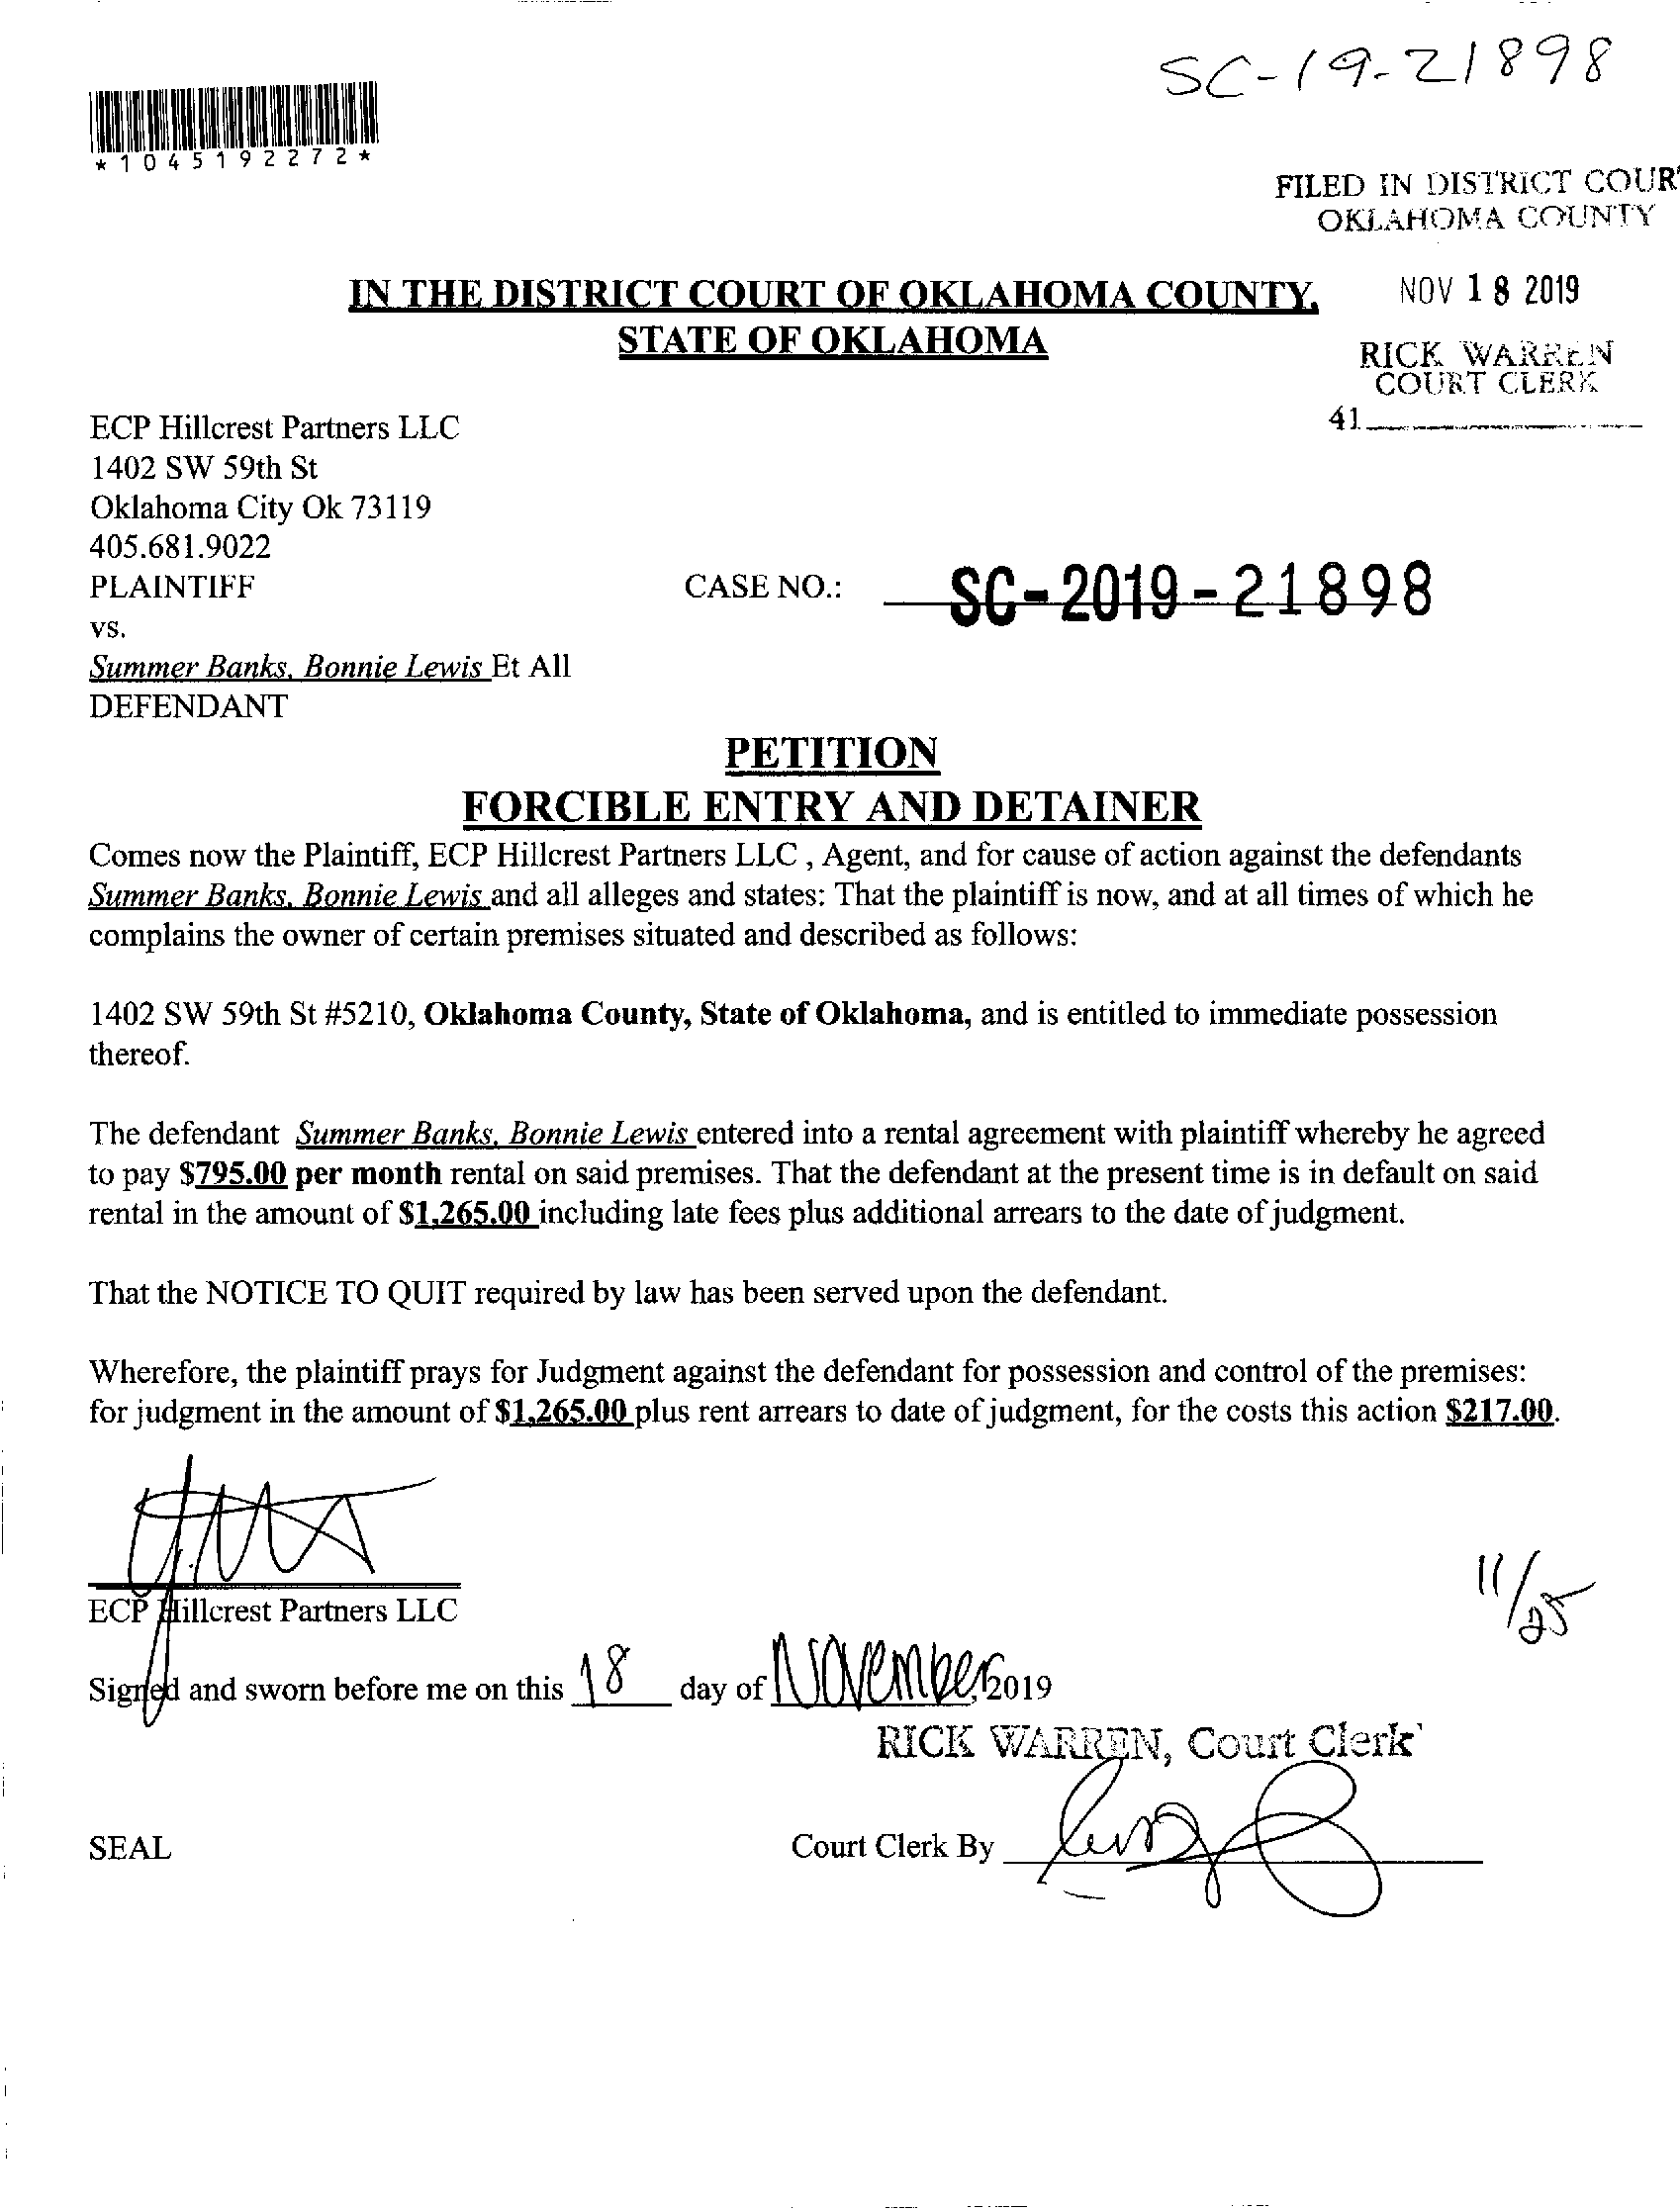 SC-19-21898
*1045192272*
FILED IN DISTRICT COUR
OKLAHOMA COUNTY
IN THE DISTRICT COURT OF OKLAHOMA COUNTY,
STATE OF OKLAHOMA
NOV 18 2019
RICK WARREN
COURT CLERK
41
ECP Hillcrest Partners LLC
1402 SW 59th St
Oklahoma City Ok 73119
405.681.9022
PLAINTIFF
CASE NO.: SC-2019-21898
vs.
Summer Banks, Bonnie Lewis Et All
DEFENDANT
PETITION
FORCIBLE ENTRY AND DETAINER
Comes now the Plaintiff, ECP Hillcrest Partners LLC , Agent, and for cause of action against the defendants
Summer Banks, Bonnie Lewis and all alleges and states: That the plaintiff is now, and at all times of which he
complains the owner of certain premises situated and described as follows:
1402 SW 59th St #5210, Oklahoma County, State of Oklahoma, and is entitled to immediate possession
thereof.
The defendant Summer Banks, Bonnie Lewis entered into a rental agreement with plaintiff whereby he agreed
to pay $795.00 per month rental on said premises. That the defendant at the present time is in default on said
rental in the amount of $1,265.00 including late fees plus additional arrears to the date of judgment.
That the NOTICE TO QUIT required by law has been served upon the defendant.
Wherefore, the plaintiff prays for Judgment against the defendant for possession and control of the premises:
for judgment in the amount of $1,265.00 plus rent arrears to date of judgment, for the costs this action $217.00.
ECP Hillcrest Partners LLC
11/25
Signed and sworn before me on this 18 day of November, 2019
RICK WARREN, Court Clerk
SEAL
Court Clerk By